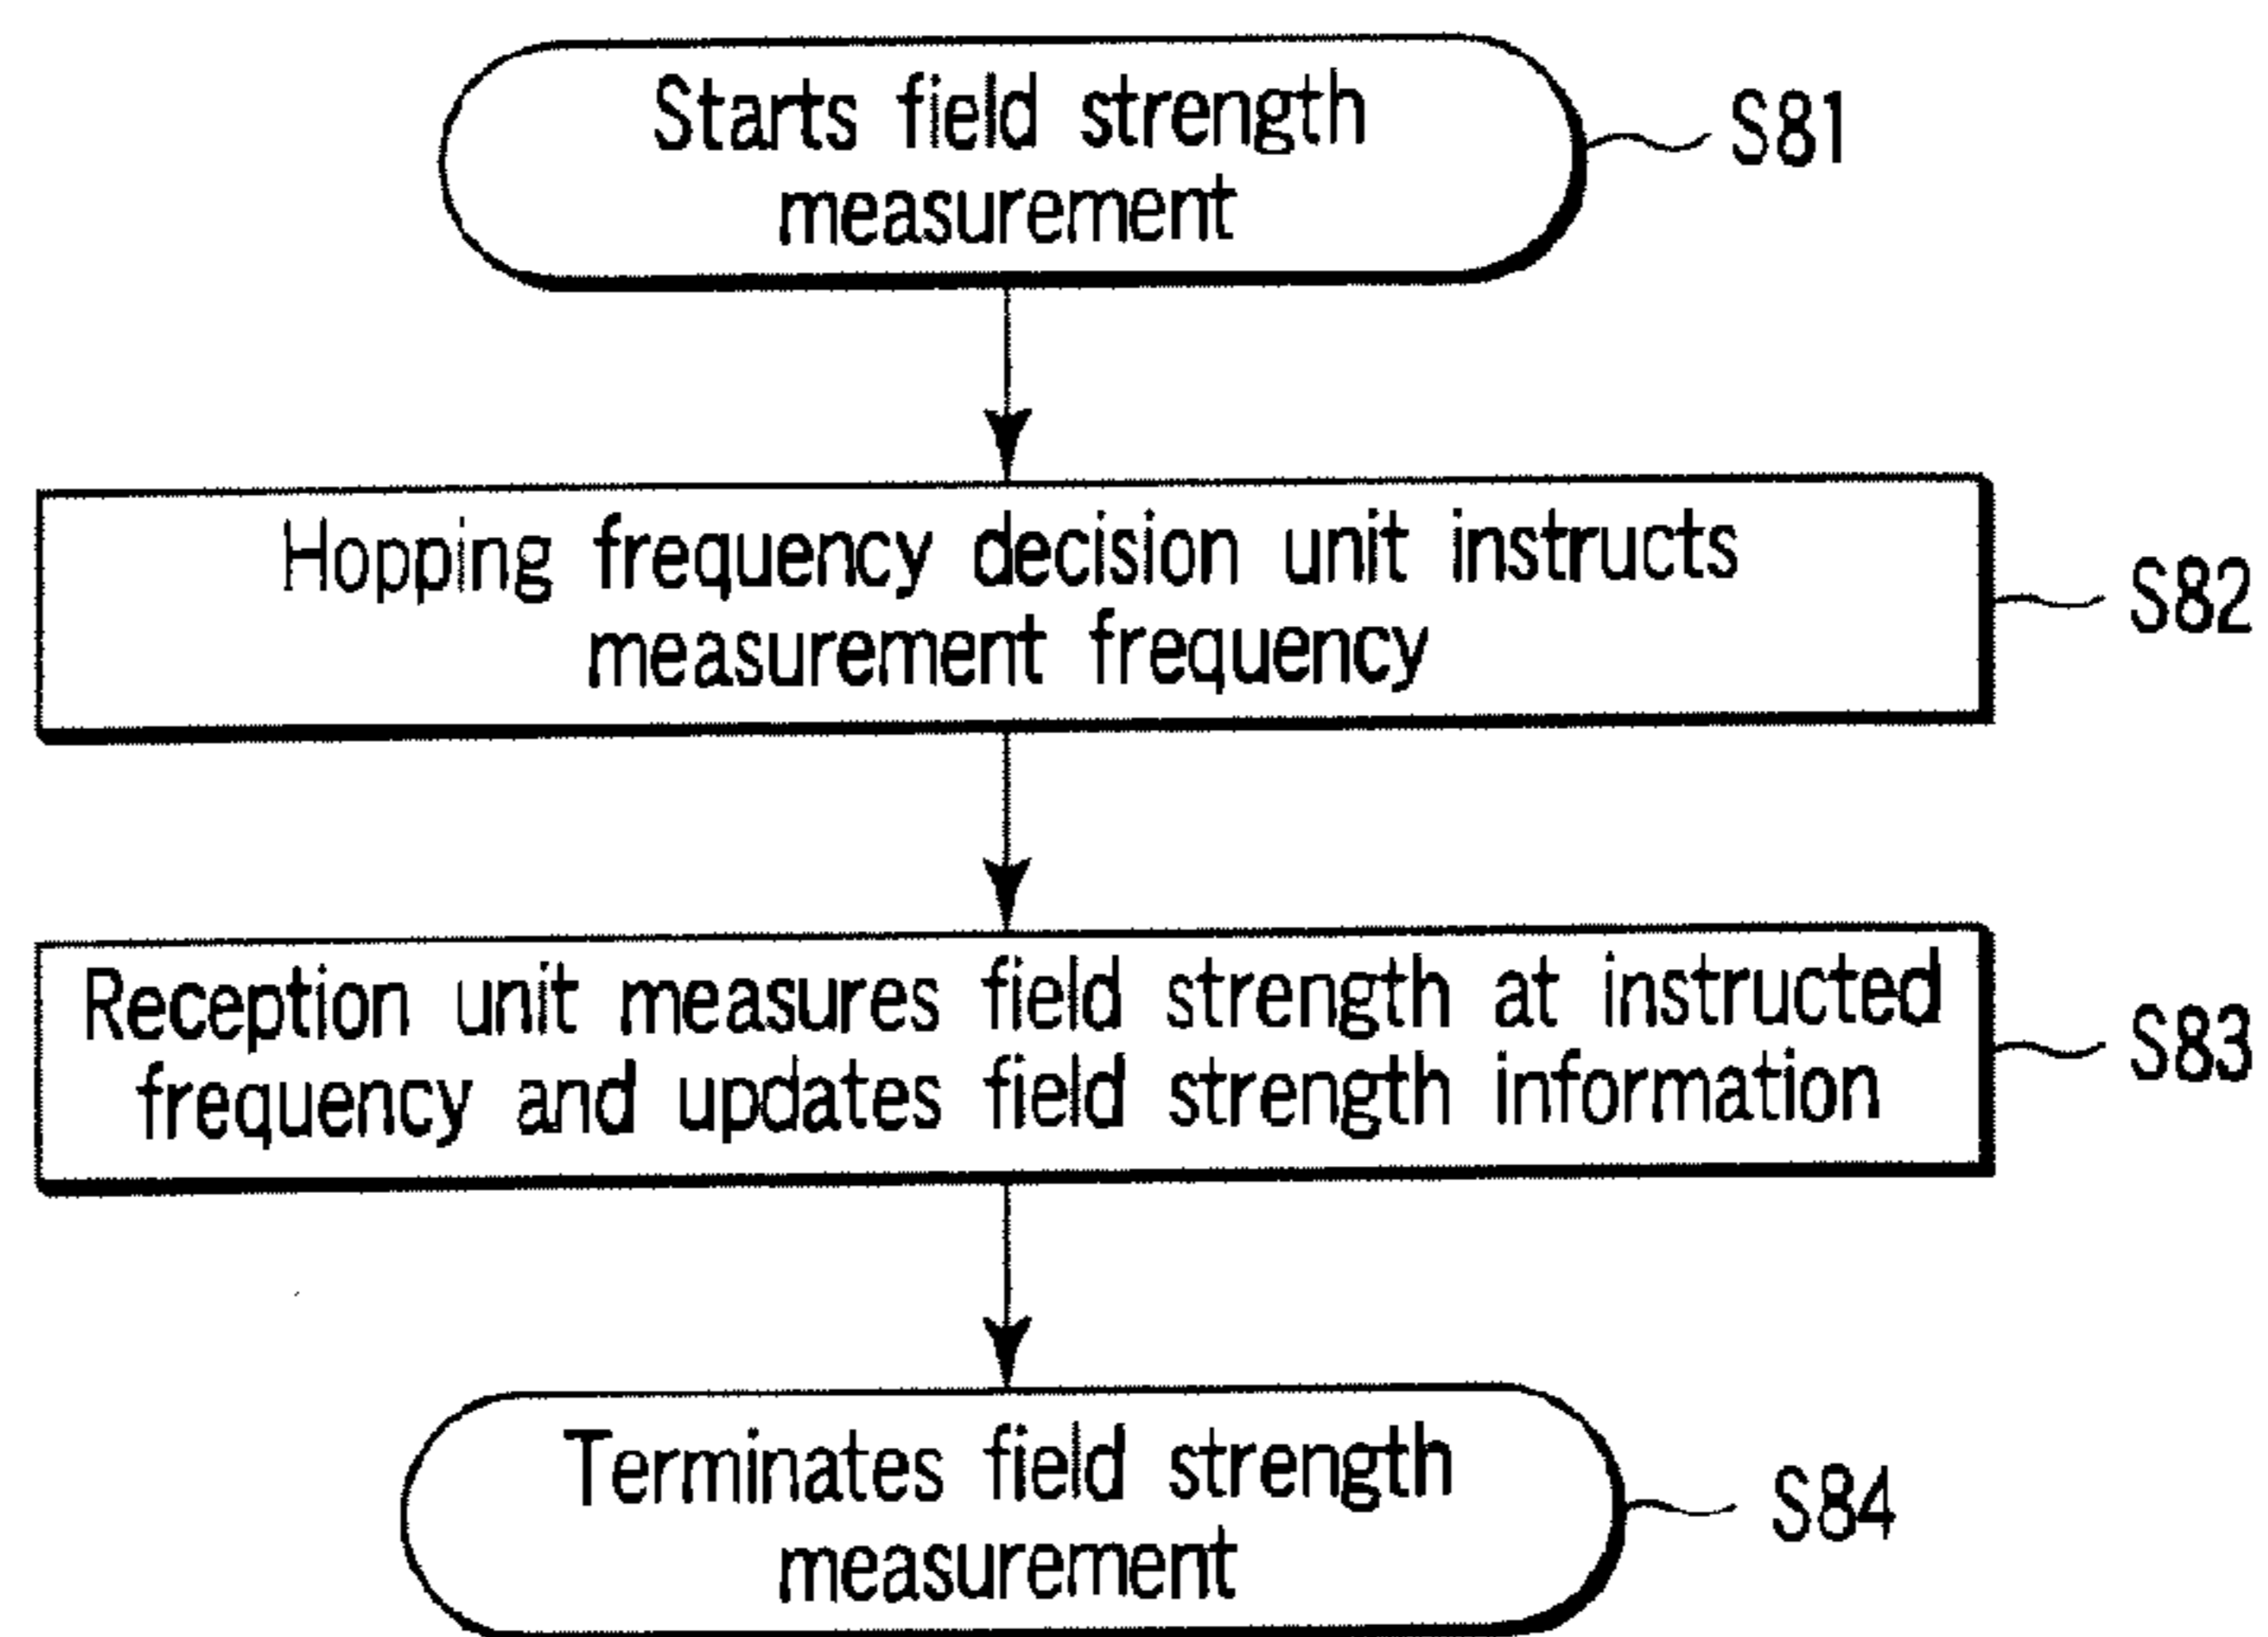 Starts field strength
measurement
S81
Hopping frequency decision unit instructs
measurement frequency
S82
Reception unit measures field strength at instructed
frequency and updates field strength information
S83
Terminates field strength
measurement
S84